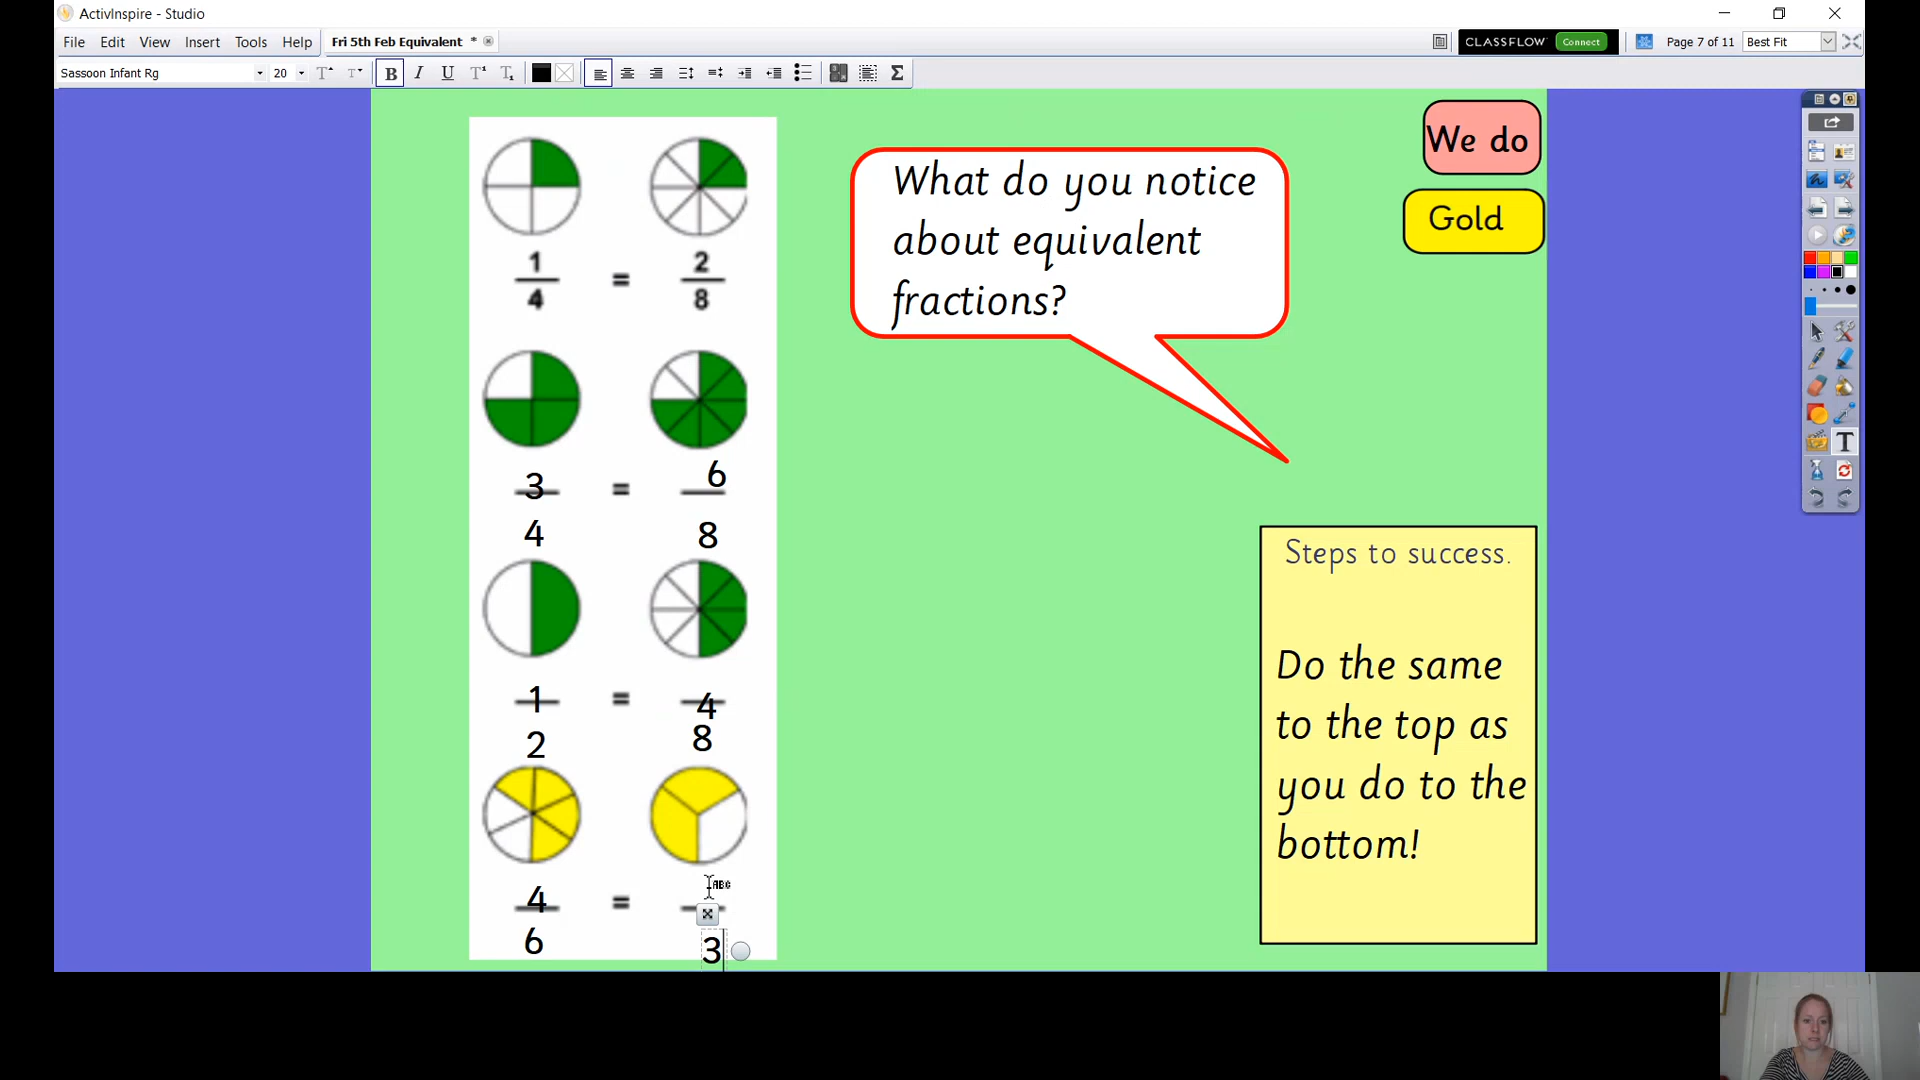 ActivInspire - Studio
File Edit View Insert Tools Help Fri 5th Feb Equivalent * CLASSFLOW Connect Page 7 of 11 Best Fit
Sassoon Infant Rg 20 T T B I U T¹ T₁ Σ
We do
Gold
What do you notice
about equivalent
fractions?
1 2
= 
4 8
3 6
=
4 8
1 4
=
2 8
4
=
6 3
ABC
T
Steps to success.
Do the same
to the top as
you do to the
bottom!